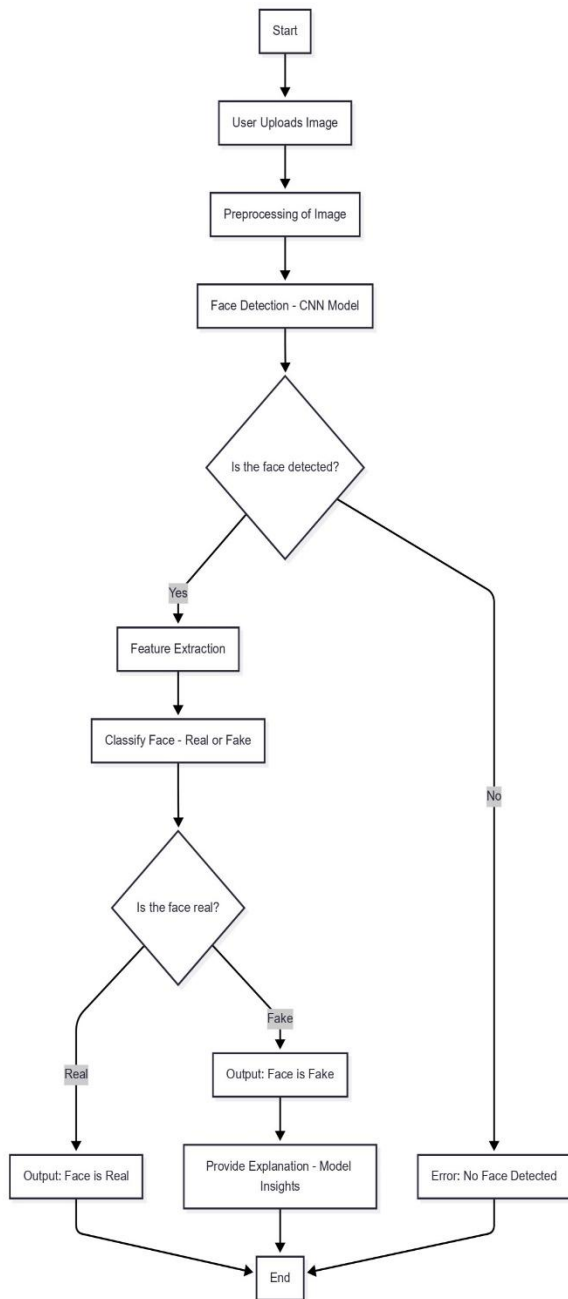 Start
User Uploads Image
Preprocessing of Image
Face Detection - CNN Model
Is the face detected?
Yes
Feature Extraction
Classify Face - Real or Fake
No
Is the face real?
Fake
Real
Output: Face is Fake
Output: Face is Real
Provide Explanation - Model
Insights
Error: No Face Detected
End